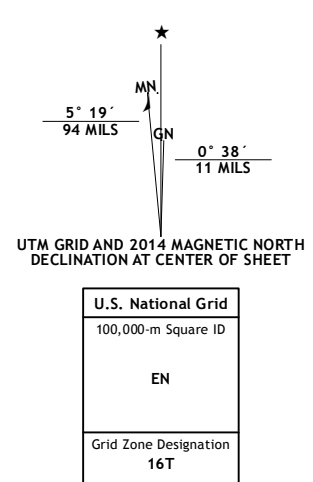 MN.
5° 19´
94 MILS
GN
0° 38´
11 MILS
UTM GRID AND 2014 MAGNETIC NORTH
DECLINATION AT CENTER OF SHEET
U.S. National Grid
100,000-m Square ID
EN
Grid Zone Designation
16T